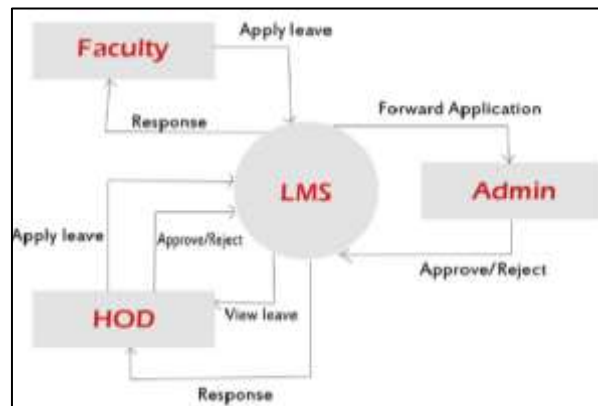 Apply leave
Faculty
Response
Forward Application
LMS
Admin
Apply leave
Approve/Reject
Approve/Reject
HOD
View leave
Response